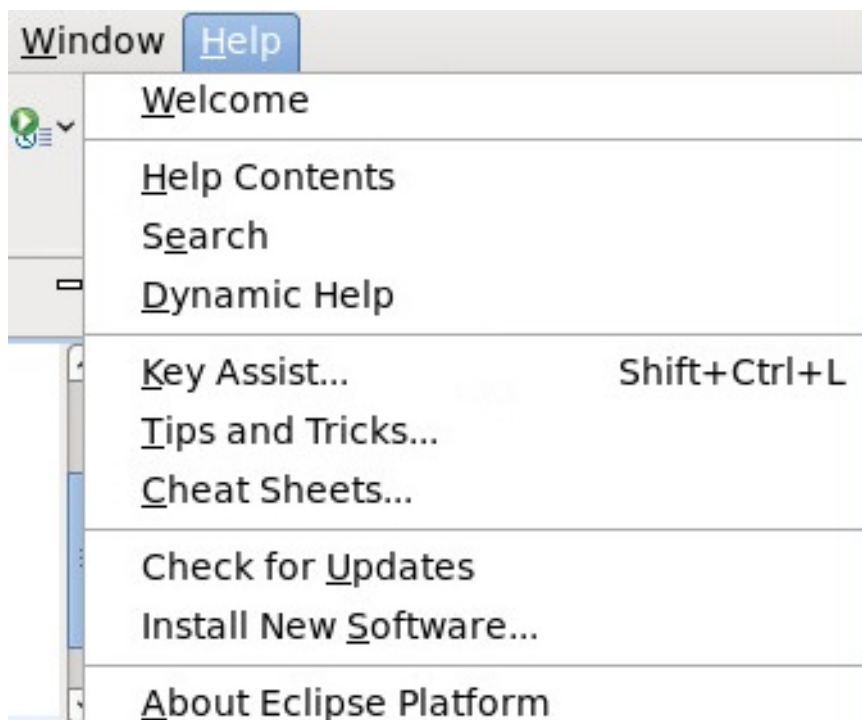 Window Help
Welcome
Help Contents
Search
Dynamic Help
Key Assist... Shift+Ctrl+L
Tips and Tricks...
Cheat Sheets...
Check for Updates
Install New Software...
About Eclipse Platform